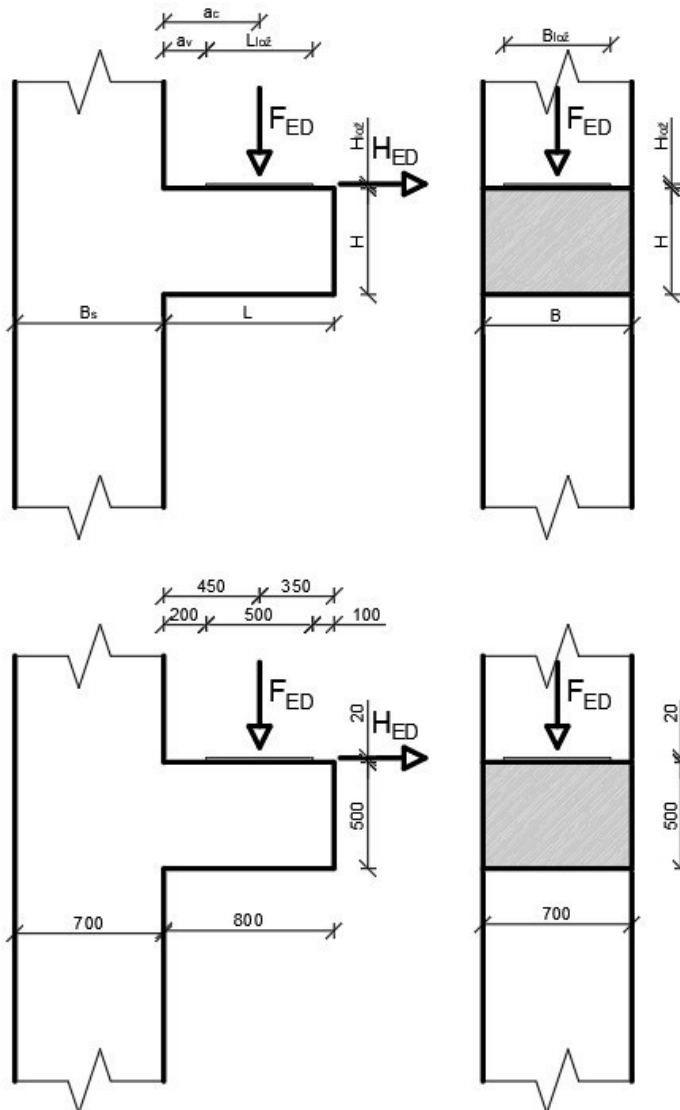 ac
av Llož Blož
FED FED
Hlož Hlož
HED
H H
Bs L B
450 350
200 500 100
FED FED
20 20
HED
500 500
700 800 700